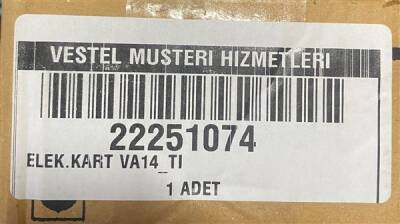 VESTEL MUSTERI HIZMETLERI
22251074
ELEK.KART VA14_TI
1 ADET